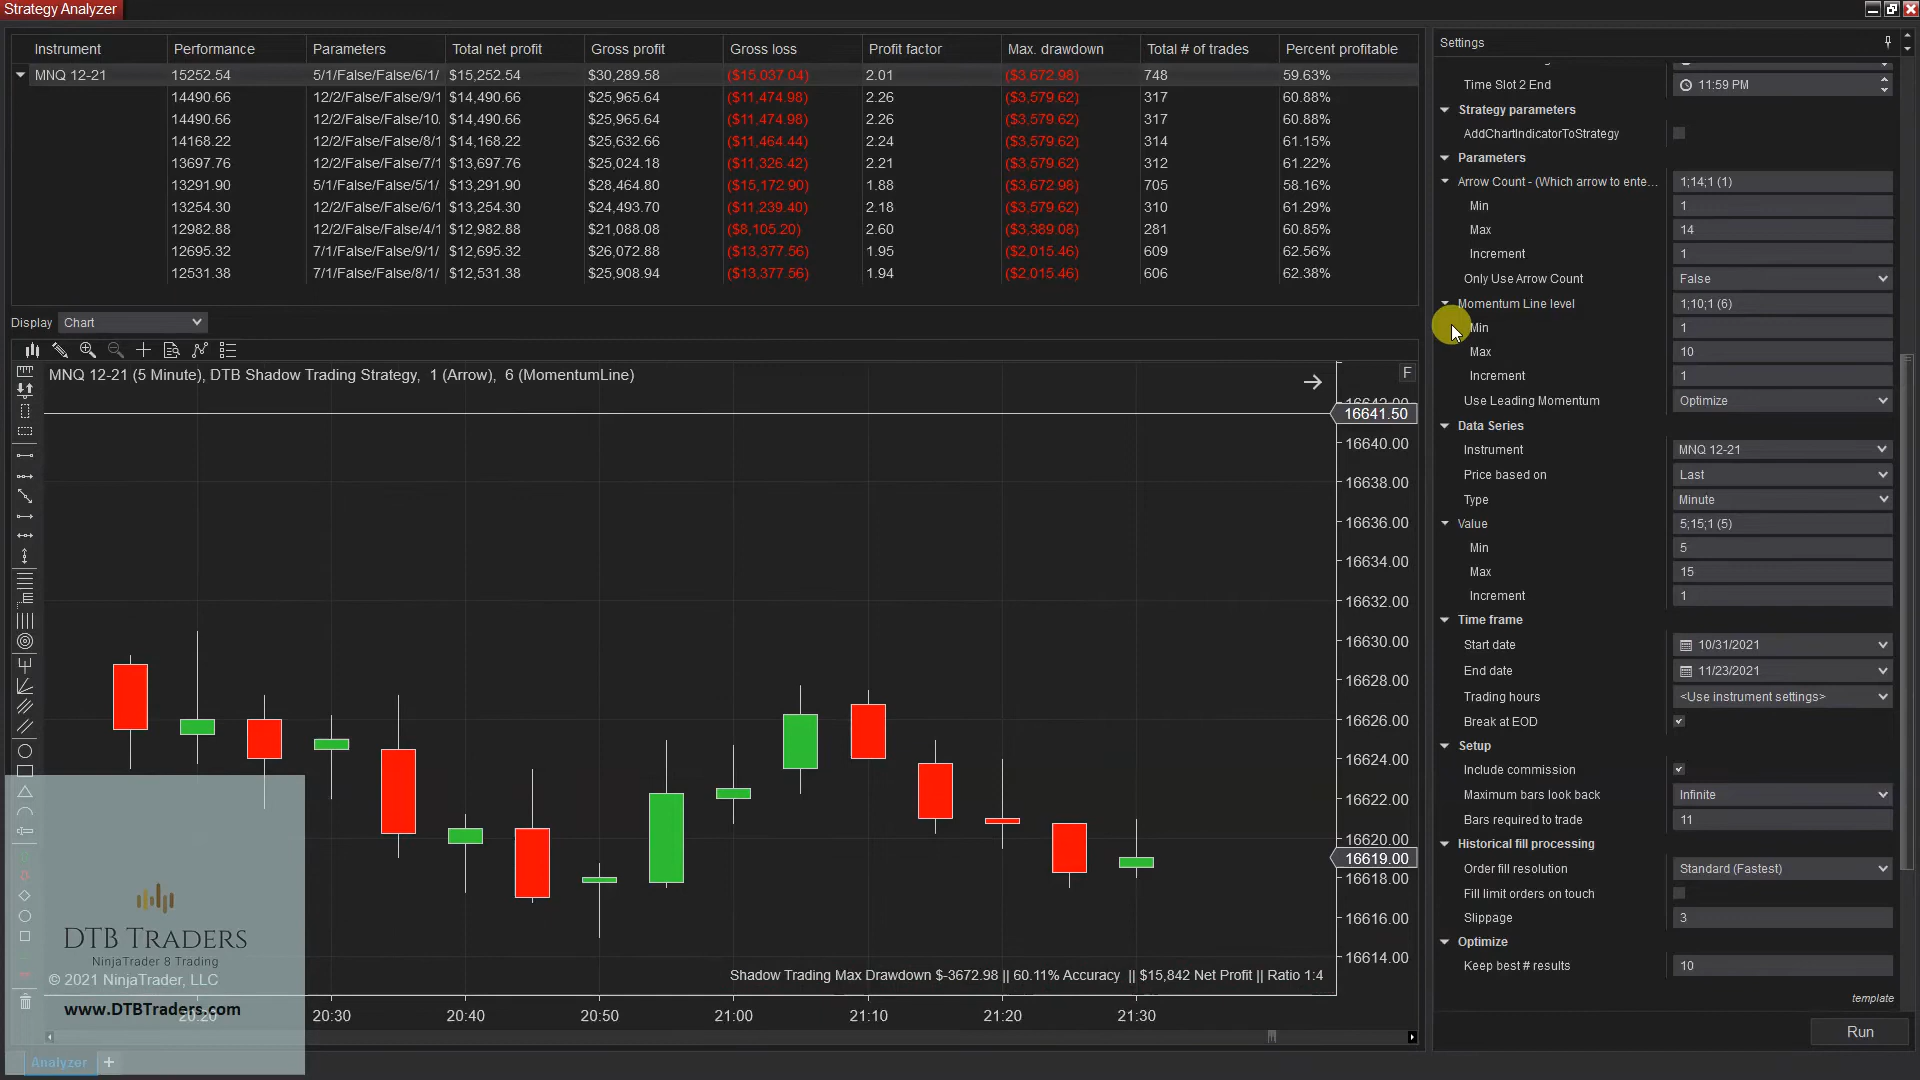 Strategy Analyzer
Instrument Performance Parameters Total net profit Gross profit Gross loss Profit factor Max. drawdown Total # of trades Percent profitable
MNQ 12-21 15252.54 5/1/False/False/6/1/ $15,252.54 $30,289.58 ($15,037.04) 2.01 ($3,672.98) 748 59.63%
14490.66 12/2/False/False/9/1 $14,490.66 $25,965.64 ($11,474.98) 2.26 ($3,579.62) 317 60.88%
14490.66 12/2/False/False/10. $14,490.66 $25,965.64 ($11,474.98) 2.26 ($3,579.62) 317 60.88%
14168.22 12/2/False/False/8/1 $14,168.22 $25,632.66 ($11,464.44) 2.24 ($3,579.62) 314 61.15%
13697.76 12/2/False/False/7/1 $13,697.76 $25,024.18 ($11,326.42) 2.21 ($3,579.62) 312 61.22%
13291.90 5/1/False/False/5/1/ $13,291.90 $28,464.80 ($15,172.90) 1.88 ($3,672.98) 705 58.16%
13254.30 12/2/False/False/6/1 $13,254.30 $24,493.70 ($11,239.40) 2.18 ($3,579.62) 310 61.29%
12982.88 12/2/False/False/4/1 $12,982.88 $21,088.08 ($8,105.20) 2.60 ($3,389.08) 281 60.85%
12695.32 7/1/False/False/9/1/ $12,695.32 $26,072.88 ($13,377.56) 1.95 ($2,015.46) 609 62.56%
12531.38 7/1/False/False/8/1/ $12,531.38 $25,908.94 ($13,377.56) 1.94 ($2,015.46) 606 62.38%
Display Chart
MNQ 12-21 (5 Minute), DTB Shadow Trading Strategy, 1 (Arrow), 6 (MomentumLine)
F
16641.50
16640.00
16638.00
16636.00
16634.00
16632.00
16630.00
16628.00
16626.00
16624.00
16622.00
16620.00
16619.00
16618.00
16616.00
16614.00
Shadow Trading Max Drawdown $-3672.98 || 60.11% Accuracy || $15,842 Net Profit || Ratio 1:4
20:20 20:30 20:40 20:50 21:00 21:10 21:20 21:30
DTB TRADERS
NinjaTrader 8 Trading
© 2021 NinjaTrader, LLC
www.DTBTraders.com
Analyzer +
Settings
Time Slot 2 End 11:59 PM
Strategy parameters
AddChartIndicatorToStrategy
Parameters
Arrow Count - (Which arrow to ente... 1;14;1 (1)
Min 1
Max 14
Increment 1
Only Use Arrow Count False
Momentum Line level 1;10;1 (6)
Min 1
Max 10
Increment 1
Use Leading Momentum Optimize
Data Series
Instrument MNQ 12-21
Price based on Last
Type Minute
Value 5;15;1 (5)
Min 5
Max 15
Increment 1
Time frame
Start date 10/31/2021
End date 11/23/2021
Trading hours <Use instrument settings>
Break at EOD
Setup
Include commission
Maximum bars look back Infinite
Bars required to trade 11
Historical fill processing
Order fill resolution Standard (Fastest)
Fill limit orders on touch
Slippage 3
Optimize
Keep best # results 10
template
Run